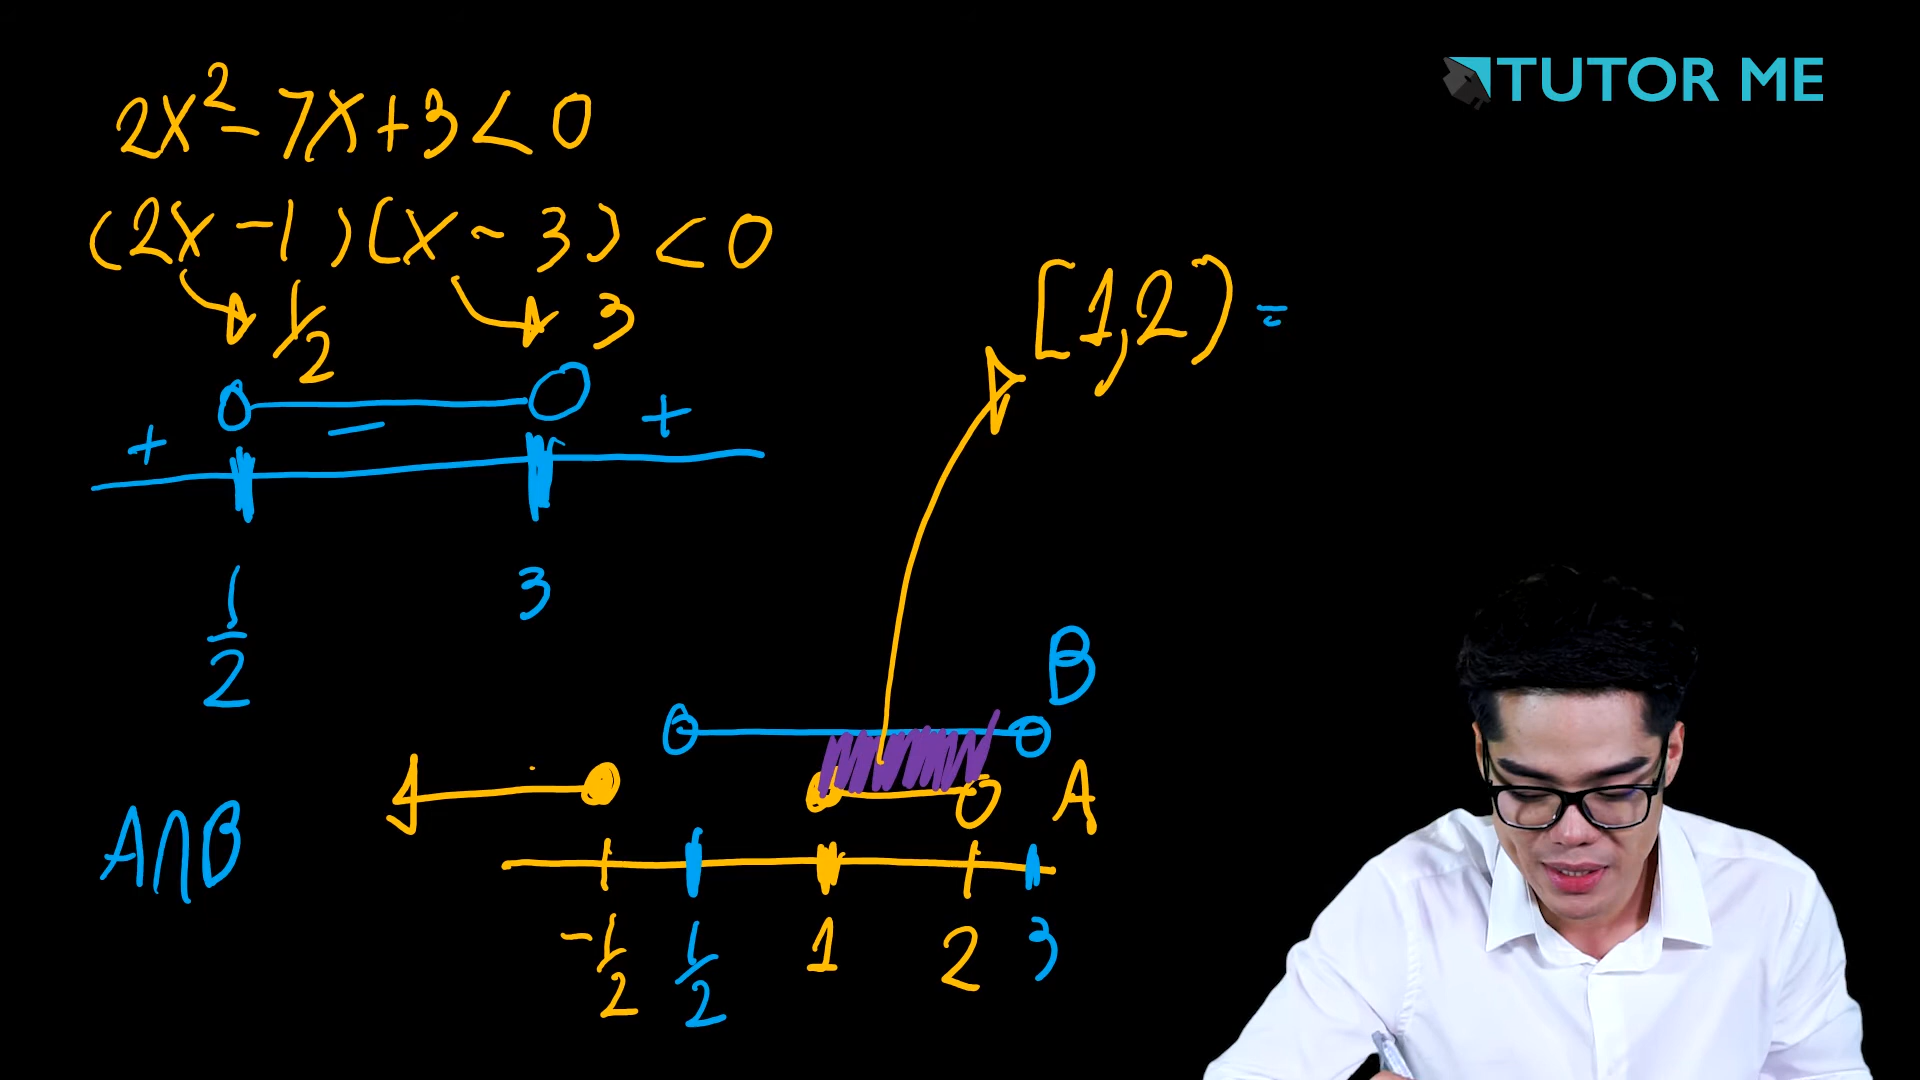 TUTOR ME
2x² - 7x + 3 < 0
(2x - 1)(x - 3) < 0
1/2 3
[1,2) =
+ - +
1/2 3
B
A
A∩B
-1/2 1/2 1 2 3